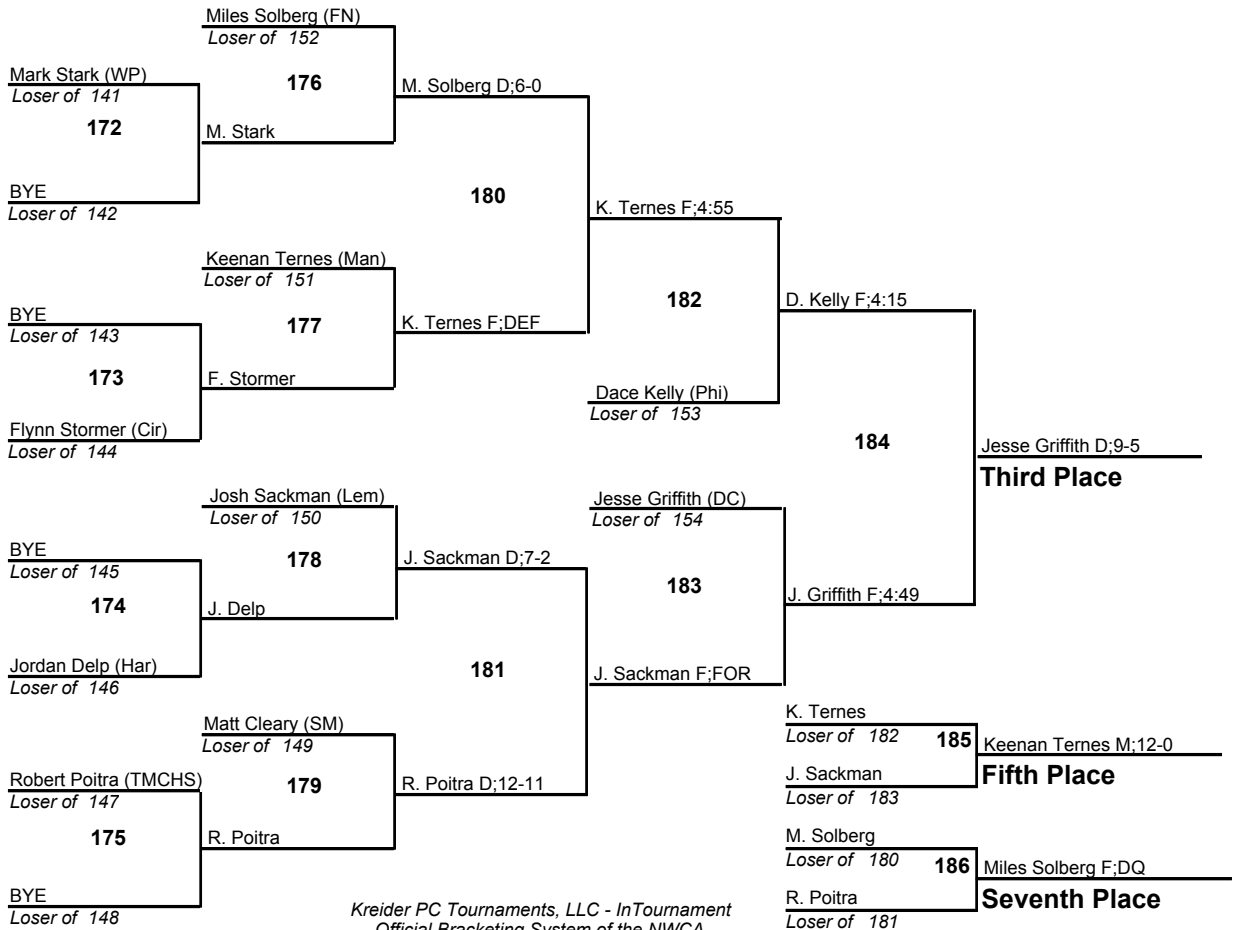 Miles Solberg (FN)
Loser of 152
Mark Stark (WP)
Loser of 141
176
M. Solberg D;6-0
172
M. Stark
BYE
Loser of 142
180
K. Ternes F;4:55
Keenan Ternes (Man)
Loser of 151
BYE
Loser of 143
177
K. Ternes F;DEF
182
D. Kelly F;4:15
173
F. Stormer
Dace Kelly (Phi)
Loser of 153
Flynn Stormer (Cir)
Loser of 144
184
Jesse Griffith D;9-5
Third Place
Josh Sackman (Lem)
Loser of 150
Jesse Griffith (DC)
Loser of 154
BYE
Loser of 145
178
J. Sackman D;7-2
183
J. Griffith F;4:49
174
J. Delp
Jordan Delp (Har)
Loser of 146
181
J. Sackman F;FOR
Matt Cleary (SM)
Loser of 149
K. Ternes
Loser of 182
185
Keenan Ternes M;12-0
Fifth Place
J. Sackman
Loser of 183
Robert Poitra (TMCHS)
Loser of 147
179
R. Poitra D;12-11
175
R. Poitra
M. Solberg
Loser of 180
186
Miles Solberg F;DQ
Seventh Place
R. Poitra
Loser of 181
BYE
Loser of 148
Kreider PC Tournaments, LLC - InTournament
Official Bracketing System of the NWCA